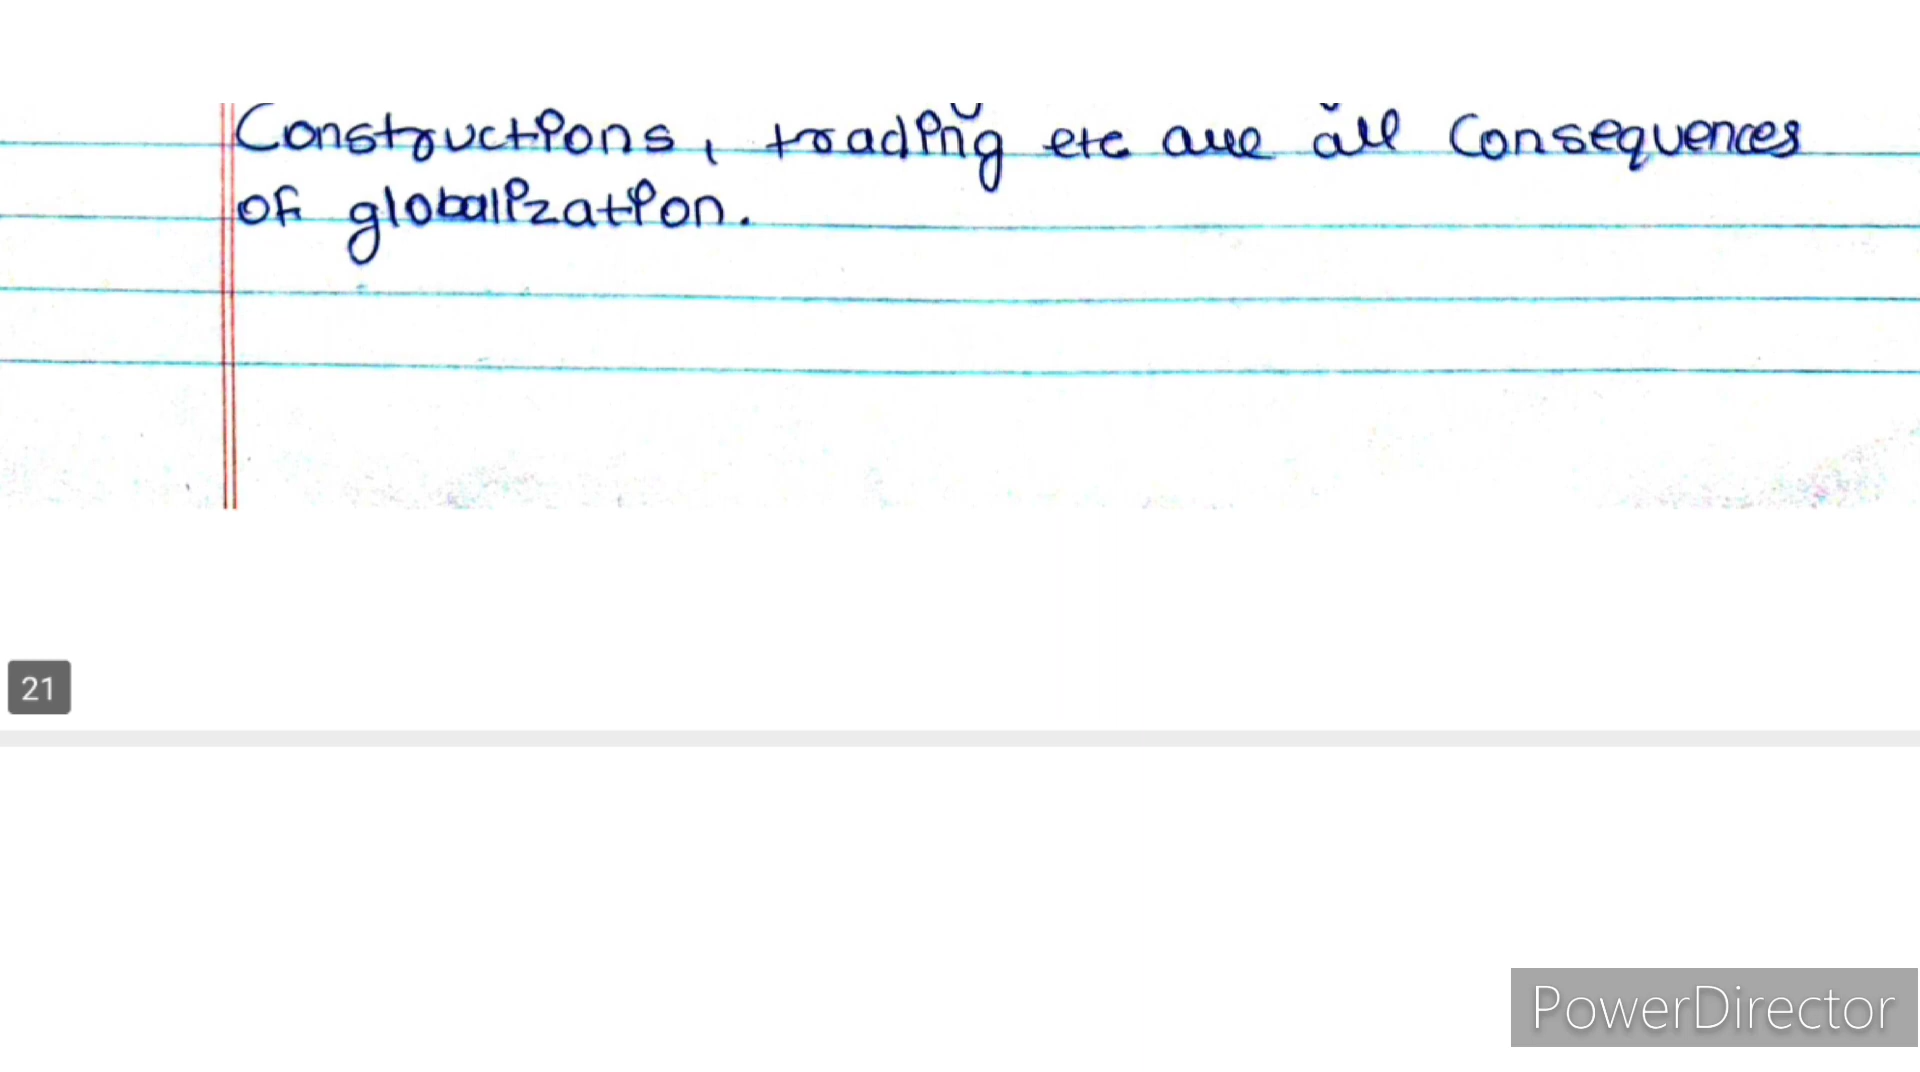 Constructions, trading etc are all Consequences
of globalization.
21
PowerDirector